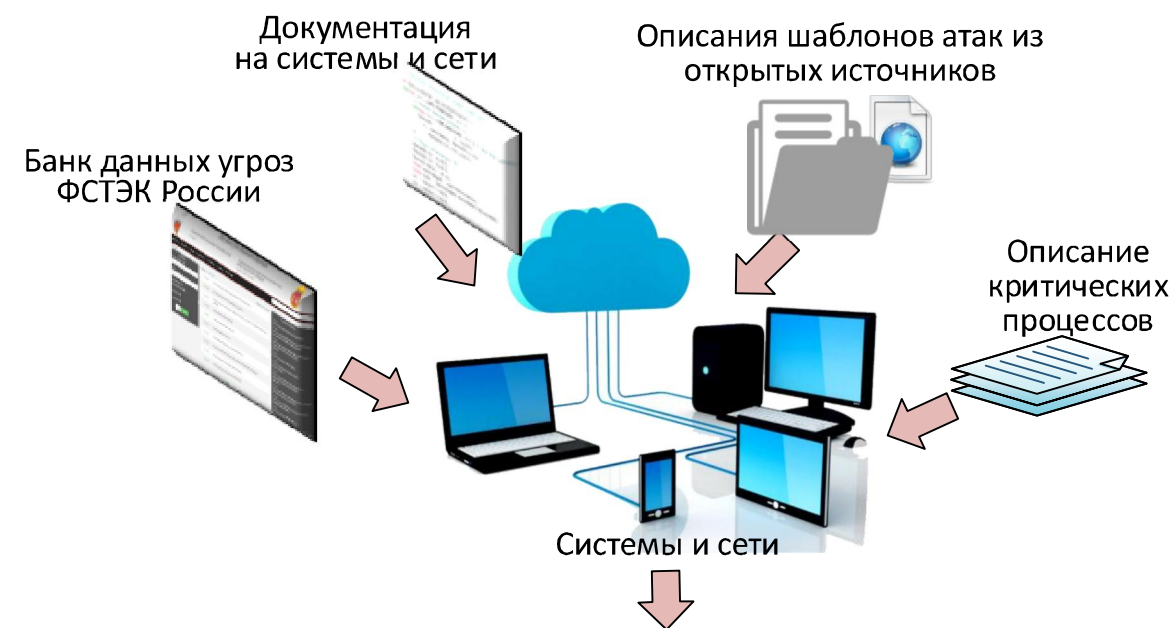 Документация
на системы и сети
Описания шаблонов атак из
открытых источников
Банк данных угроз
ФСТЭК России
Описание
критических
процессов
Системы и сети